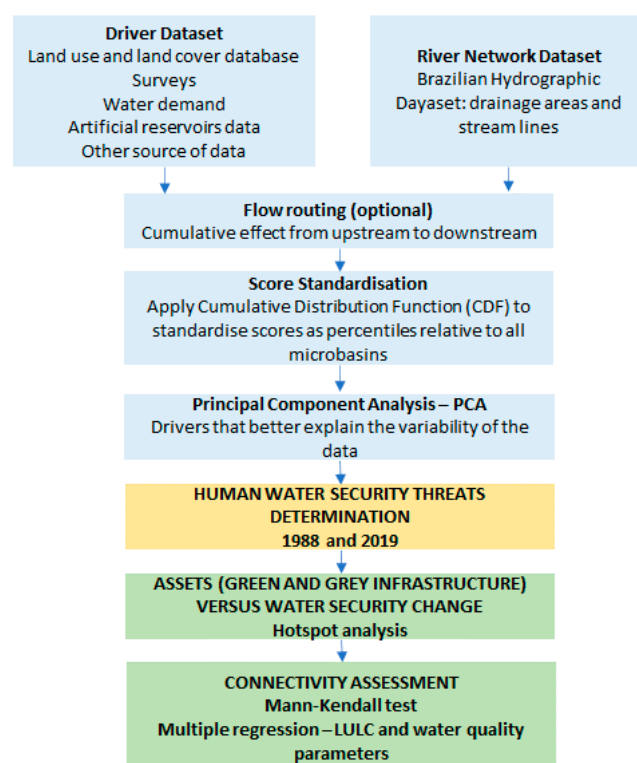 Driver Dataset
Land use and land cover database
Surveys
Water demand
Artificial reservoirs data
Other source of data
River Network Dataset
Brazilian Hydrographic
Dayaset: drainage areas and
stream lines
Flow routing (optional)
Cumulative effect from upstream to downstream
Score Standardisation
Apply Cumulative Distribution Function (CDF) to
standardise scores as percentiles relative to all
microbasins
Principal Component Analysis – PCA
Drivers that better explain the variability of the
data
HUMAN WATER SECURITY THREATS
DETERMINATION
1988 and 2019
ASSETS (GREEN AND GREY INFRASTRUCTURE)
VERSUS WATER SECURITY CHANGE
Hotspot analysis
CONNECTIVITY ASSESSMENT
Mann-Kendall test
Multiple regression – LULC and water quality
parameters